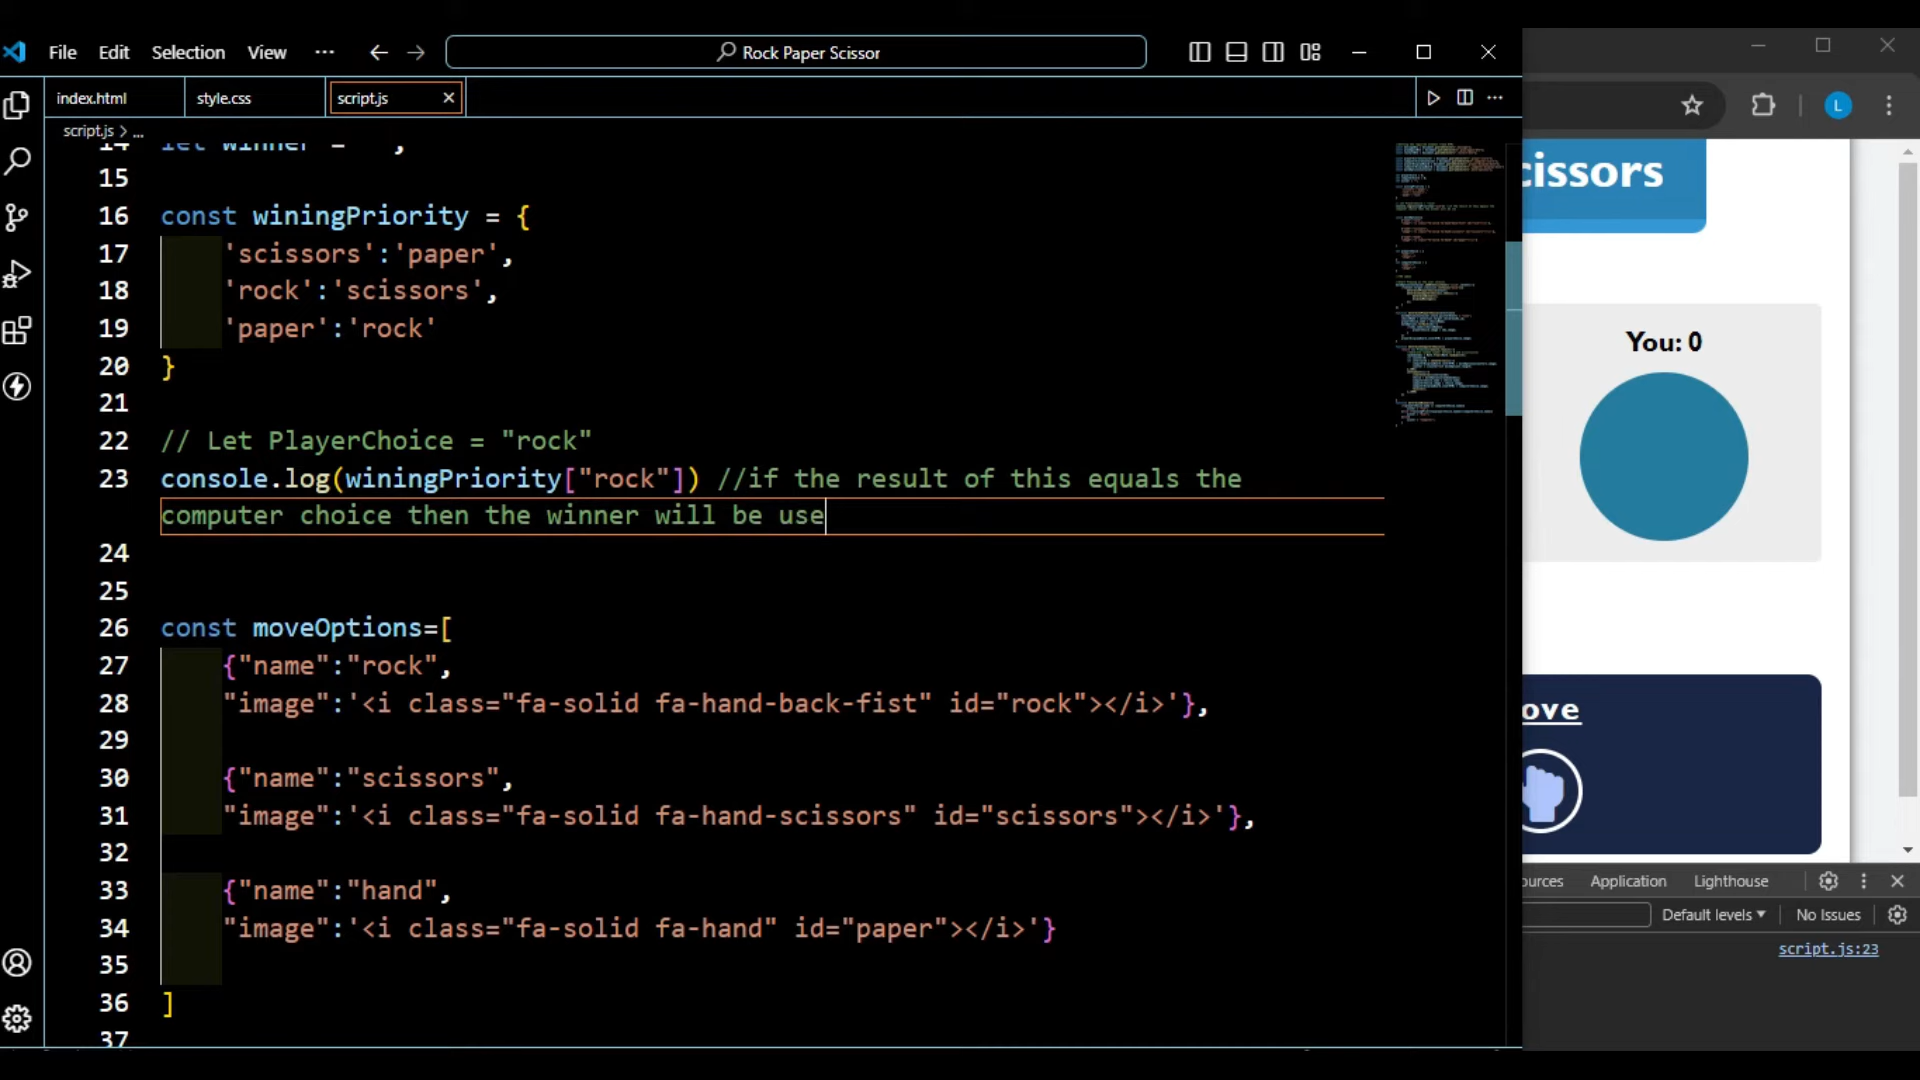 File Edit Selection View ··· Rock Paper Scissor
index.html style.css script.js
script.js > ...
14 let winner = '',
15
16 const winingPriority = {
17 'scissors':'paper',
18 'rock':'scissors',
19 'paper':'rock'
20 }
21
22 // Let PlayerChoice = "rock"
23 console.log(winingPriority["rock"]) //if the result of this equals the
computer choice then the winner will be use
24
25
26 const moveOptions=[
27 {"name":"rock",
28 "image":'<i class="fa-solid fa-hand-back-fist" id="rock"></i>'},
29
30 {"name":"scissors",
31 "image":'<i class="fa-solid fa-hand-scissors" id="scissors"></i>'},
32
33 {"name":"hand",
34 "image":'<i class="fa-solid fa-hand" id="paper"></i>'}
35
36 ]
37
L
cissors
You: 0
ove
ources Application Lighthouse
Default levels No Issues
script.js:23